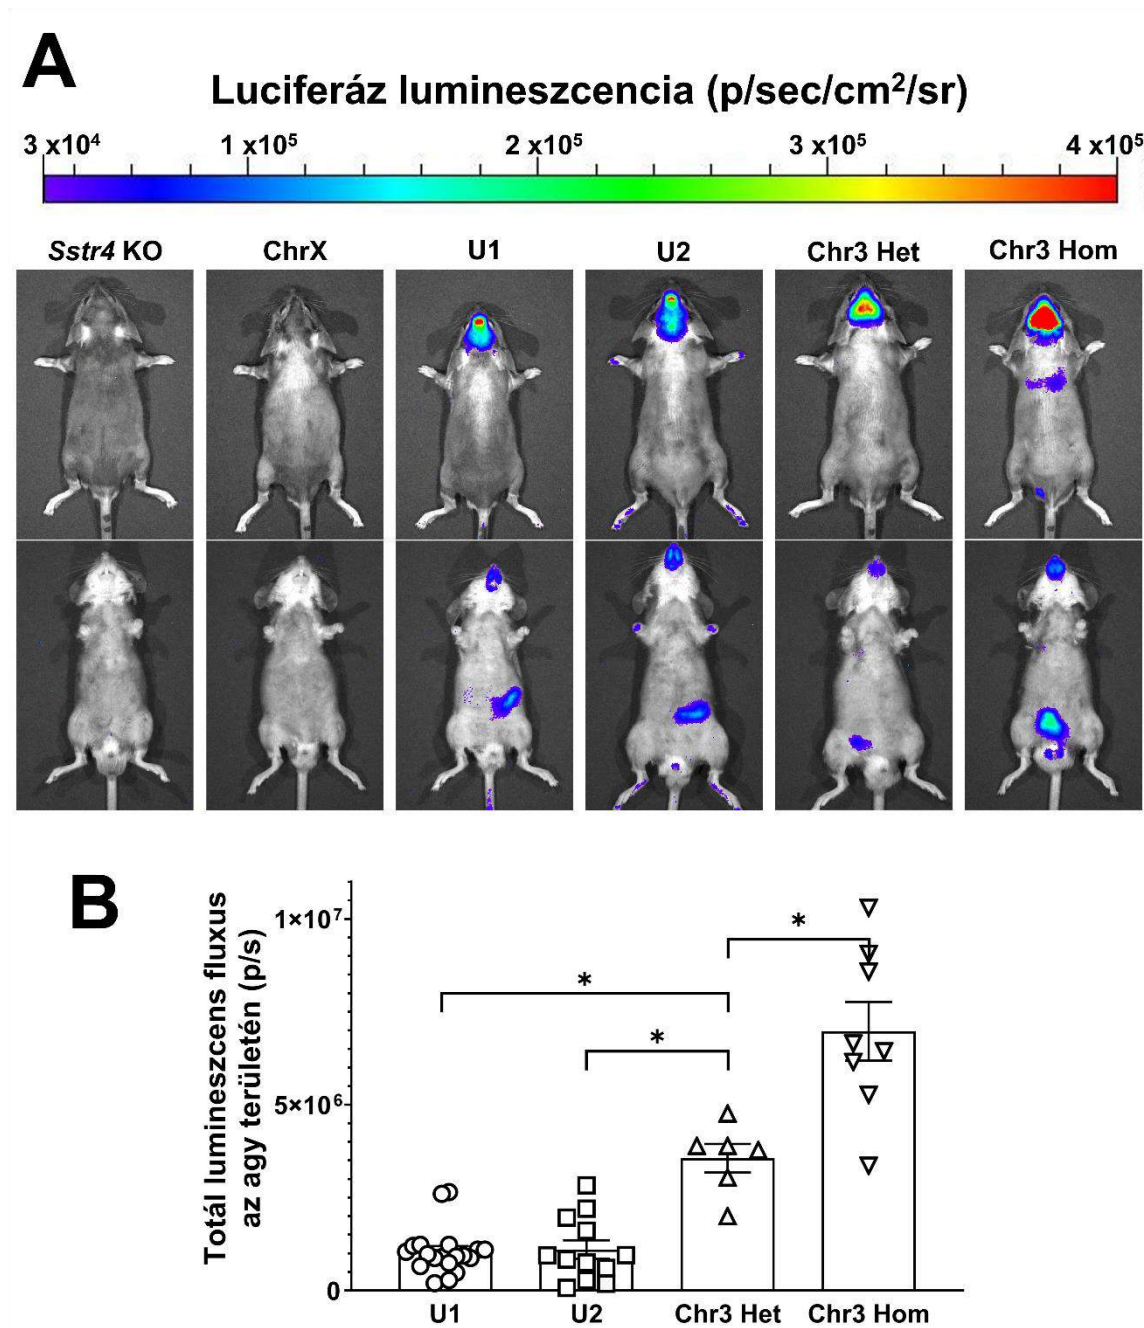 A
Luciferáz lumineszcencia (p/sec/cm²/sr)
3 x10⁴ 1 x10⁵ 2 x10⁵ 3 x10⁵ 4 x10⁵
Sstr4 KO ChrX U1 U2 Chr3 Het Chr3 Hom
B
Totál lumineszcens fluxus
az agy területén (p/s)
1×10⁷
5×10⁶
0
* * *
U1 U2 Chr3 Het Chr3 Hom